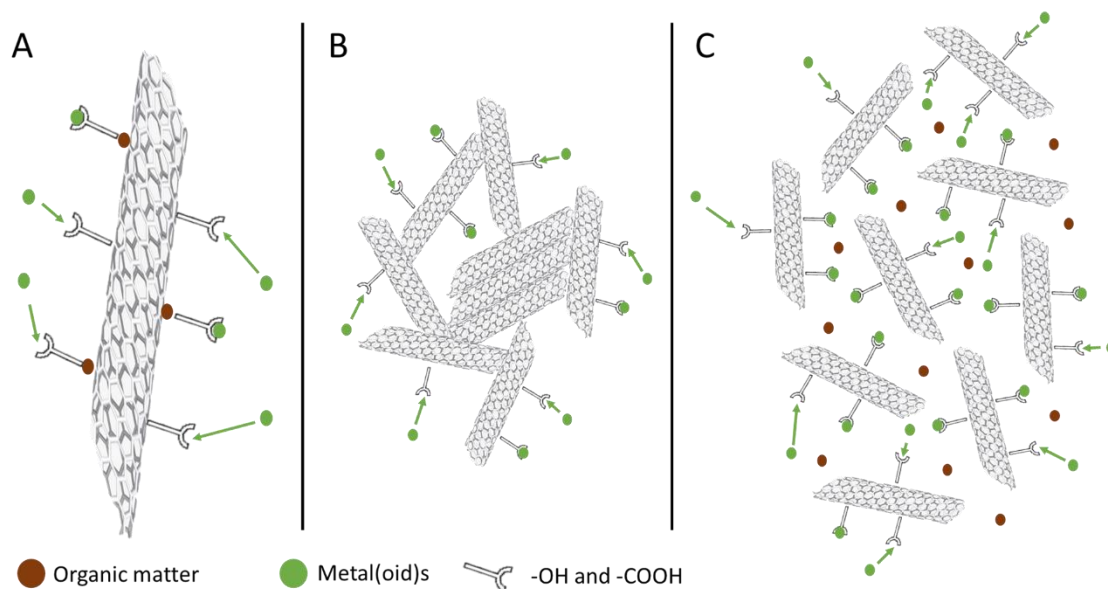 A
B
C
Organic matter
Metal(oid)s
-OH and -COOH